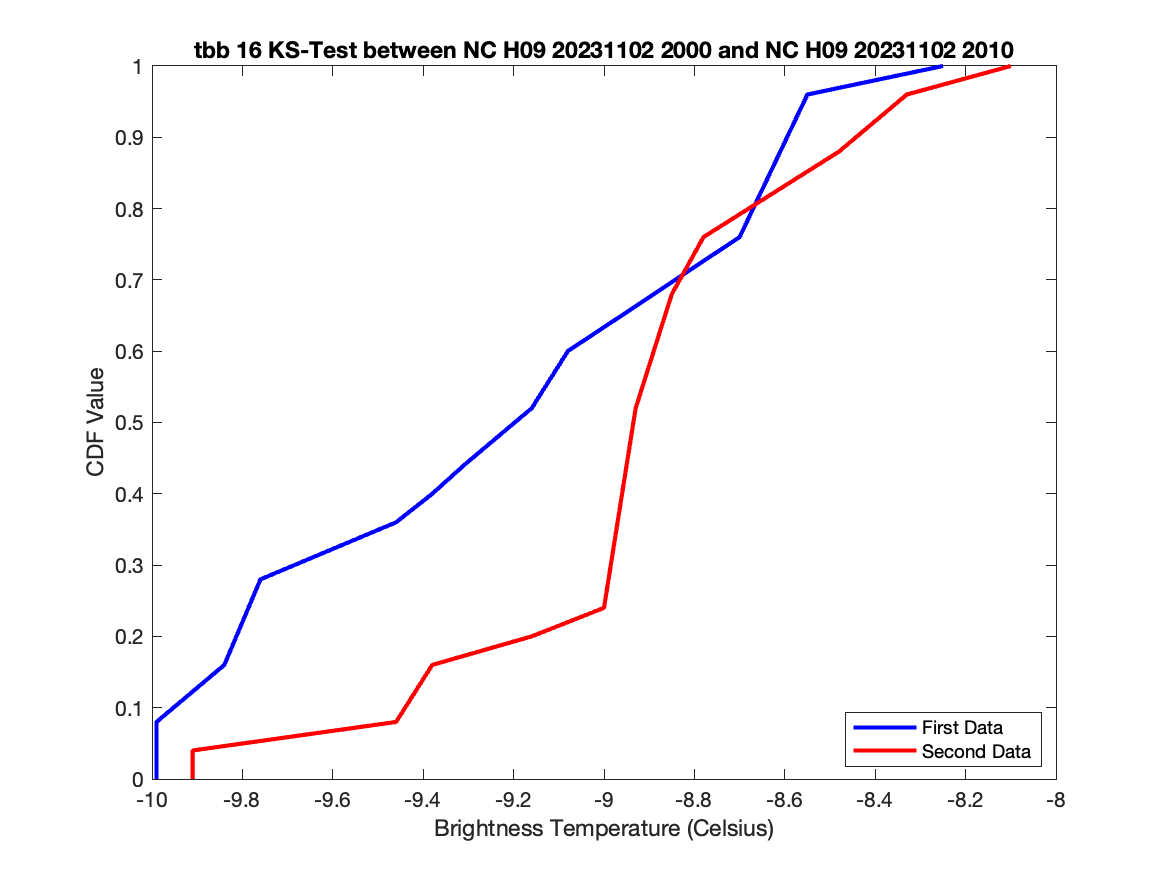 tbb 16 KS-Test between NC H09 20231102 2000 and NC H09 20231102 2010
1
0.9
0.8
0.7
0.6
0.5
0.4
0.3
0.2
0.1
0
CDF Value
-10 -9.8 -9.6 -9.4 -9.2 -9 -8.8 -8.6 -8.4 -8.2 -8
Brightness Temperature (Celsius)
First Data
Second Data